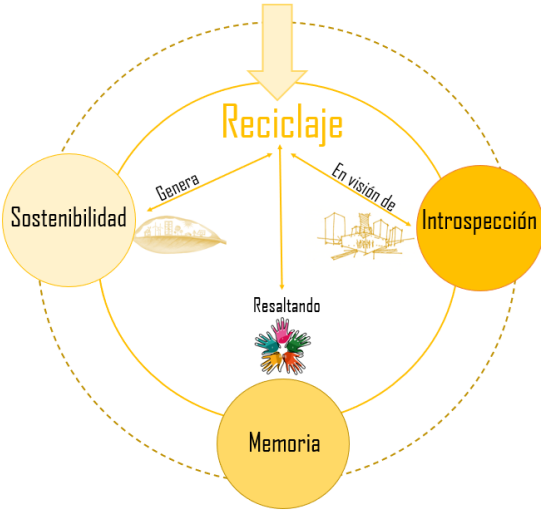 Reciclaje
Genera
En visión de
Sostenibilidad
Introspección
Resaltando
Memoria